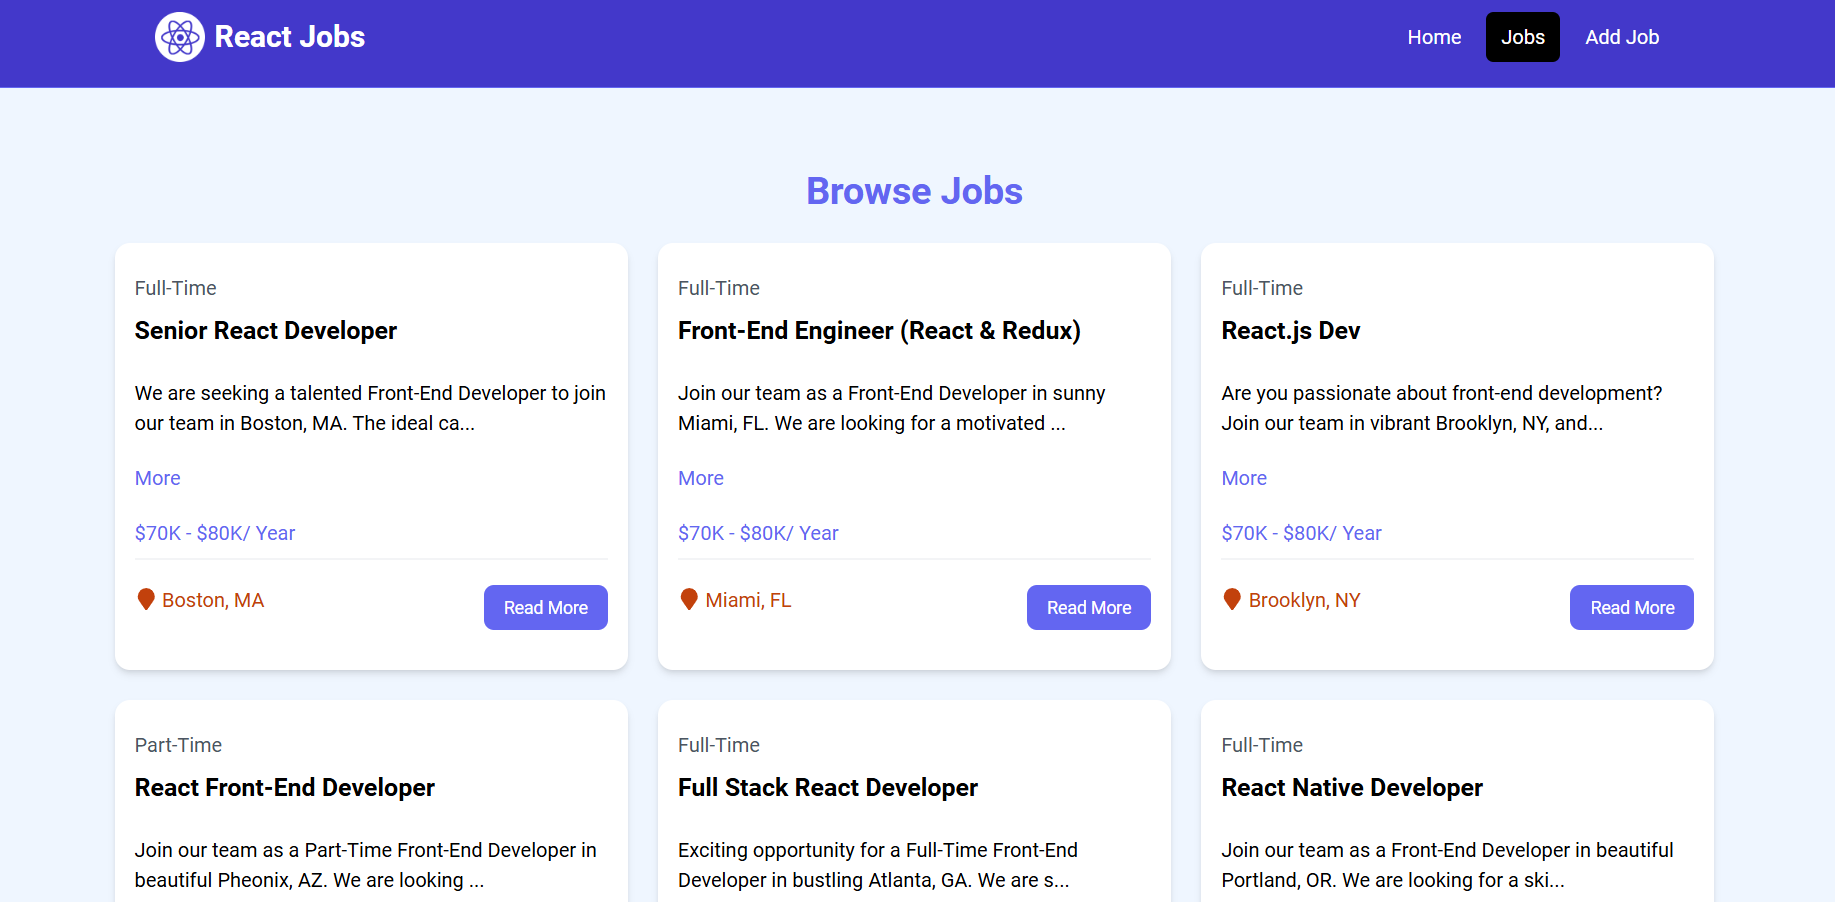 React Jobs
Home
Jobs
Add Job
Browse Jobs
Full-Time
Senior React Developer
We are seeking a talented Front-End Developer to join
our team in Boston, MA. The ideal ca...
More
$70K - $80K/ Year
Boston, MA
Read More
Full-Time
Front-End Engineer (React & Redux)
Join our team as a Front-End Developer in sunny
Miami, FL. We are looking for a motivated ...
More
$70K - $80K/ Year
Miami, FL
Read More
Full-Time
React.js Dev
Are you passionate about front-end development?
Join our team in vibrant Brooklyn, NY, and...
More
$70K - $80K/ Year
Brooklyn, NY
Read More
Part-Time
React Front-End Developer
Join our team as a Part-Time Front-End Developer in
beautiful Pheonix, AZ. We are looking ...
Full-Time
Full Stack React Developer
Exciting opportunity for a Full-Time Front-End
Developer in bustling Atlanta, GA. We are s...
Full-Time
React Native Developer
Join our team as a Front-End Developer in beautiful
Portland, OR. We are looking for a ski...